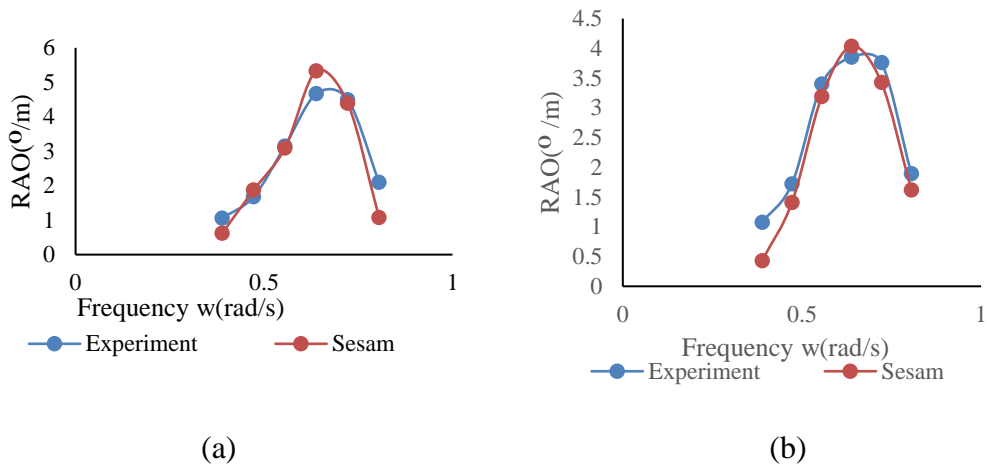 6
5
4
3
2
1
0
RAO(º/m)
0 0.5 1
Frequency w(rad/s)
Experiment Sesam
(a)
4.5
4
3.5
3
2.5
2
1.5
1
0.5
0
RAO(º /m)
0 0.5 1
Frequency w(rad/s)
Experiment Sesam
(b)